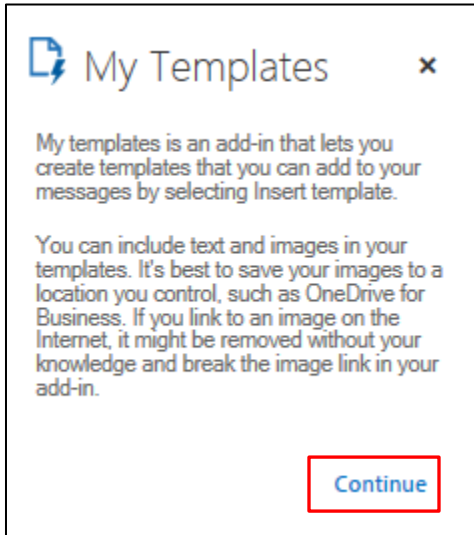 My Templates
My templates is an add-in that lets you
create templates that you can add to your
messages by selecting Insert template.
You can include text and images in your
templates. It's best to save your images to a
location you control, such as OneDrive for
Business. If you link to an image on the
Internet, it might be removed without your
knowledge and break the image link in your
add-in.
Continue